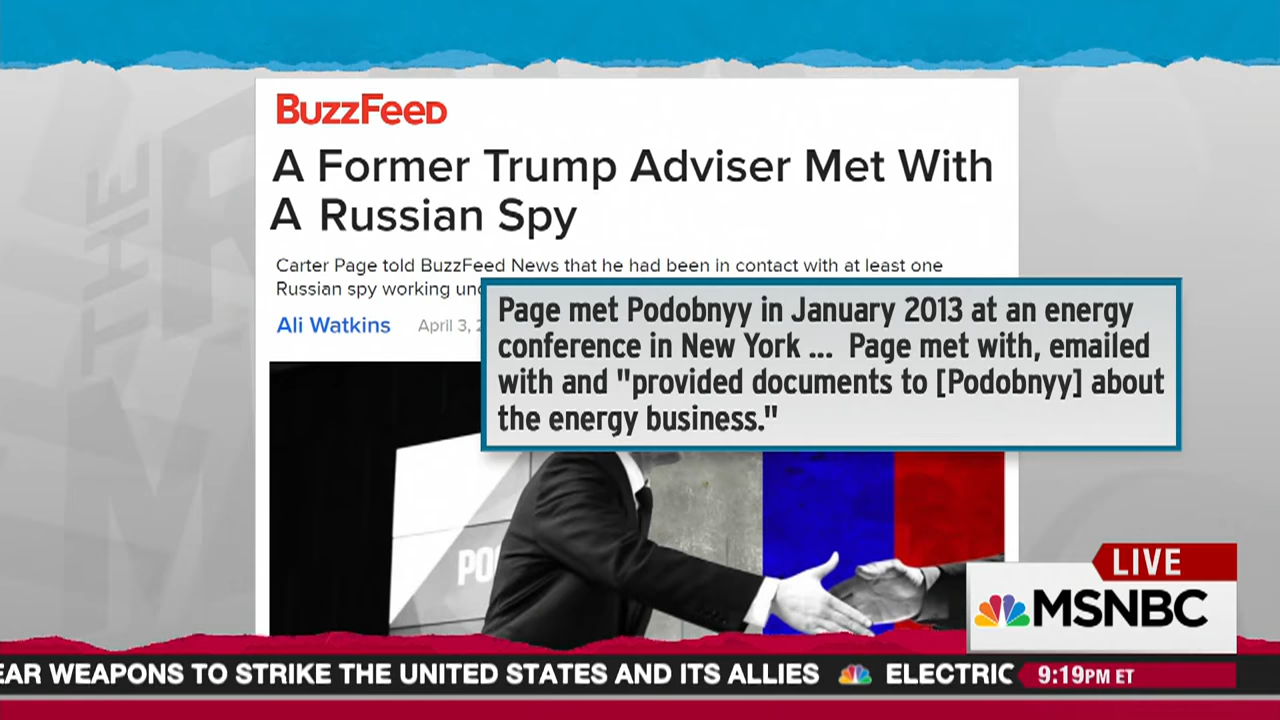 THE
BUZZFEED
A Former Trump Adviser Met With
A Russian Spy
Carter Page told BuzzFeed News that he had been in contact with at least one
Russian spy working
Ali Watkins April 3,
Page met Podobnyy in January 2013 at an energy
conference in New York ... Page met with, emailed
with and "provided documents to [Podobnyy] about
the energy business."
LIVE
MSNBC
EAR WEAPONS TO STRIKE THE UNITED STATES AND ITS ALLIES ELECTRIC 9:19PM ET